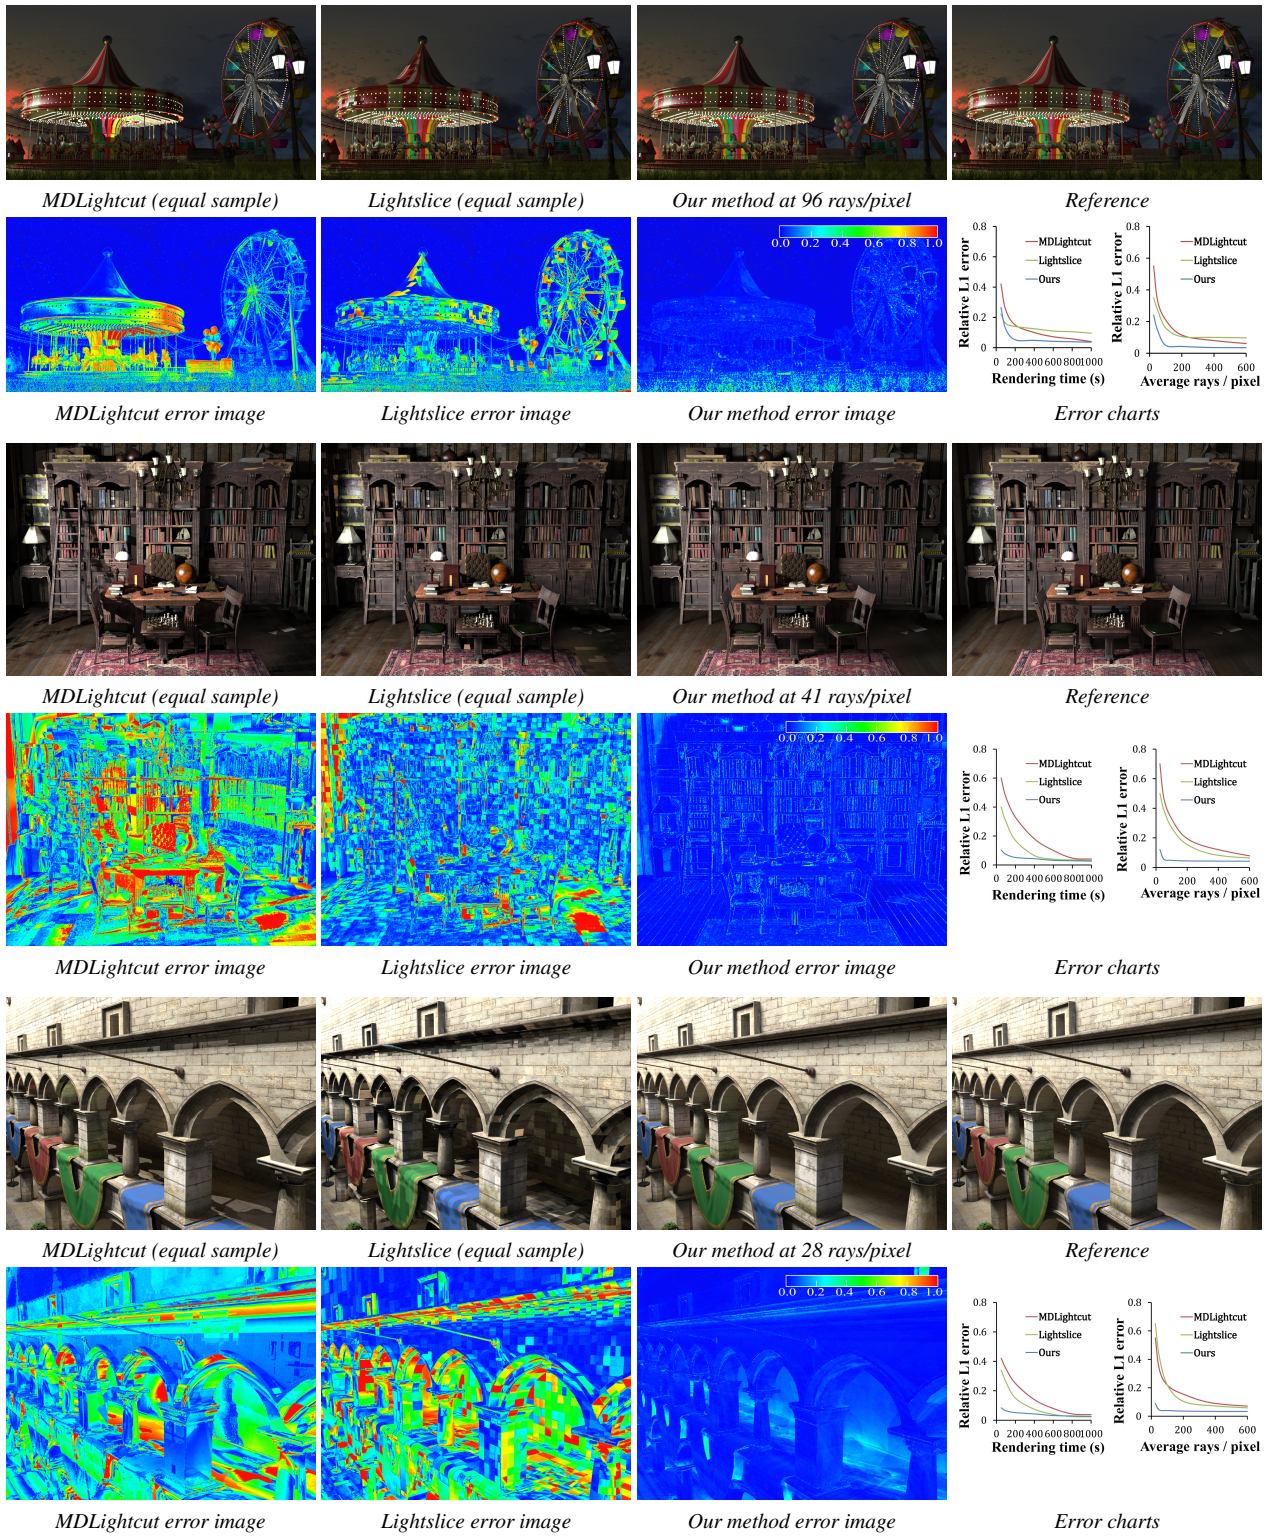 MDLightcut (equal sample)
Lightslice (equal sample)
Our method at 96 rays/pixel
Reference
0.0 0.2 0.4 0.6 0.8 1.0
0.8
0.6
0.4
0.2
0
Relative L1 error
MDLightcut
Lightslice
Ours
0 200 400 600 800 1000
Rendering time (s)
0.8
0.6
0.4
0.2
0
Relative L1 error
MDLightcut
Lightslice
Ours
0 200 400 600
Average rays / pixel
MDLightcut error image
Lightslice error image
Our method error image
Error charts
MDLightcut (equal sample)
Lightslice (equal sample)
Our method at 41 rays/pixel
Reference
0.0 0.2 0.4 0.6 0.8 1.0
0.8
0.6
0.4
0.2
0
Relative L1 error
MDLightcut
Lightslice
Ours
0 200 400 600 800 1000
Rendering time (s)
0.8
0.6
0.4
0.2
0
Relative L1 error
MDLightcut
Lightslice
Ours
0 200 400 600
Average rays / pixel
MDLightcut error image
Lightslice error image
Our method error image
Error charts
MDLightcut (equal sample)
Lightslice (equal sample)
Our method at 28 rays/pixel
Reference
0.0 0.2 0.4 0.6 0.8 1.0
0.8
0.6
0.4
0.2
0
Relative L1 error
MDLightcut
Lightslice
Ours
0 200 400 600 800 1000
Rendering time (s)
0.8
0.6
0.4
0.2
0
Relative L1 error
MDLightcut
Lightslice
Ours
0 200 400 600
Average rays / pixel
MDLightcut error image
Lightslice error image
Our method error image
Error charts